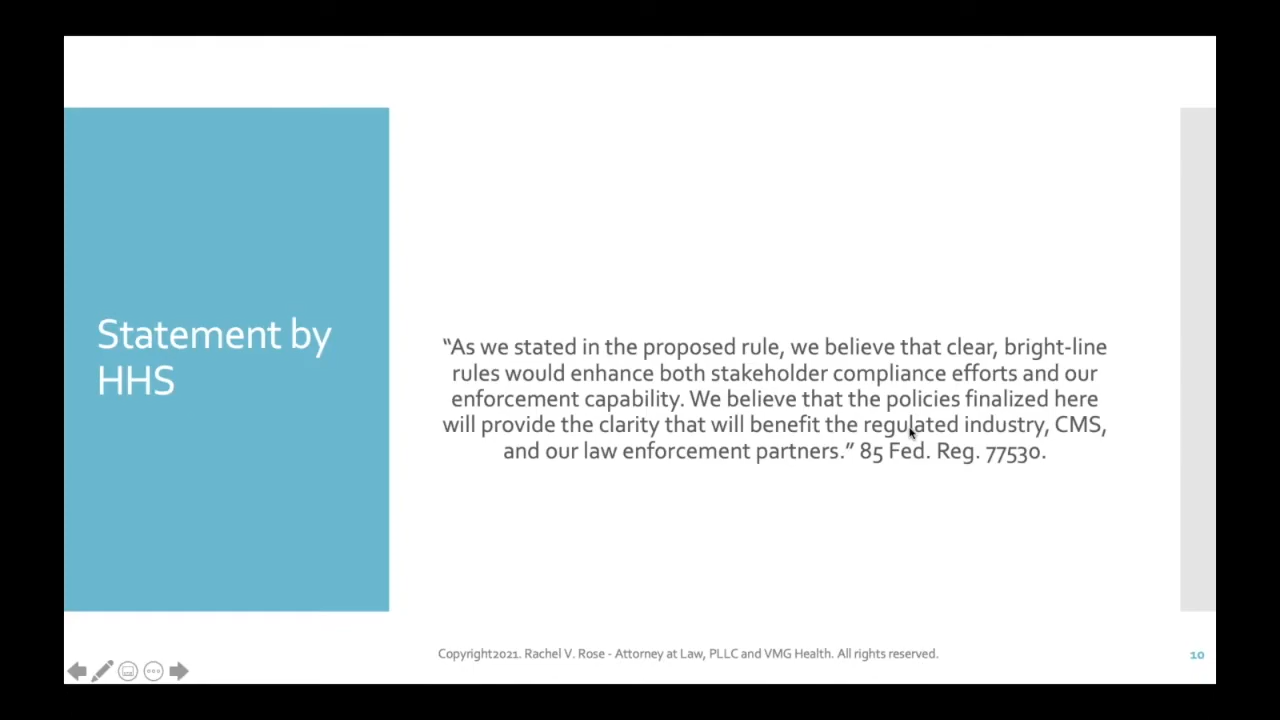 Statement by
HHS
“As we stated in the proposed rule, we believe that clear, bright-line
rules would enhance both stakeholder compliance efforts and our
enforcement capability. We believe that the policies finalized here
will provide the clarity that will benefit the regulated industry, CMS,
and our law enforcement partners.” 85 Fed. Reg. 77530.
Copyright2021. Rachel V. Rose - Attorney at Law, PLLC and VMG Health. All rights reserved.
10